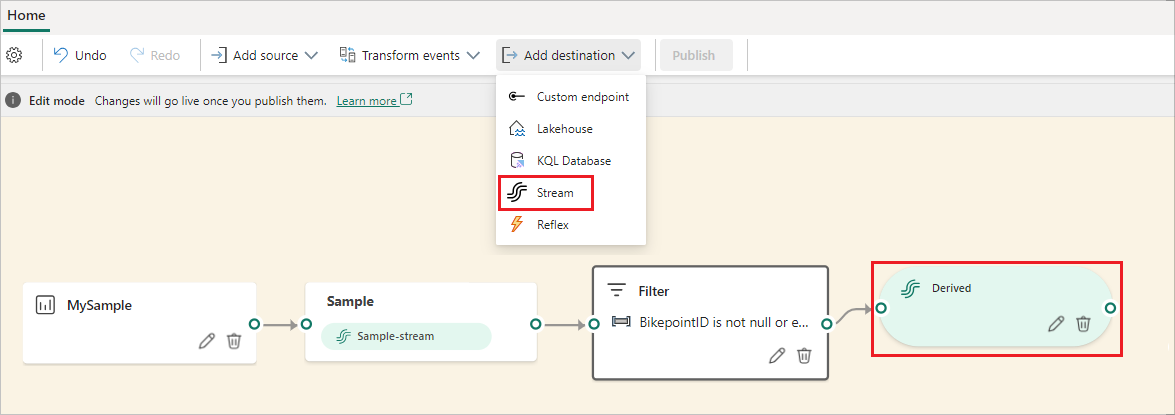 Home
Undo Redo Add source Transform events Add destination Publish
Edit mode Changes will go live once you publish them. Learn more
Custom endpoint
Lakehouse
KQL Database
Stream
Reflex
MySample
Sample
Sample-stream
Filter
BikepointID is not null or e...
Derived